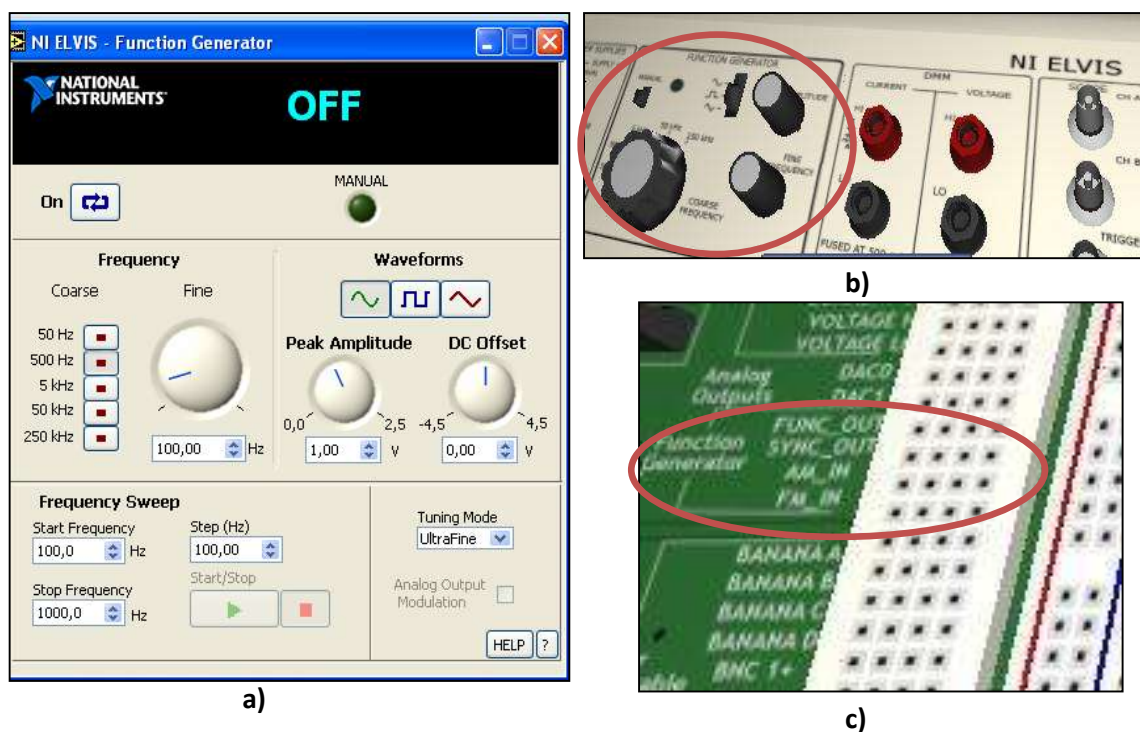 NI ELVIS - Function Generator
NATIONAL
INSTRUMENTS
OFF
On
MANUAL
Frequency
Waveforms
Coarse
Fine
50 Hz
500 Hz
5 kHz
50 kHz
250 kHz
100,00 Hz
Peak Amplitude
DC Offset
0,0 2,5
-4,5 4,5
1,00 V
0,00 V
Frequency Sweep
Start Frequency
100,0 Hz
Step (Hz)
100,00
Stop Frequency
1000,0 Hz
Start/Stop
Tuning Mode
UltraFine
Analog Output
Modulation
HELP ?
a)
FUNCTION GENERATOR
MANUAL
FINE
FREQUENCY
COARSE
FREQUENCY
DMM
CURRENT
VOLTAGE
HI
LO
FUSED AT
NI ELVIS
CH B
b)
VOLTAGE
VOLTAGE
Analog
Outputs
DAC0
DAC1
Function
Generator
FUNC_OUT
SYNC_OUT
AM_IN
FM_IN
BANANA A
BANANA B
BANANA
BANANA D
BNC 1+
c)